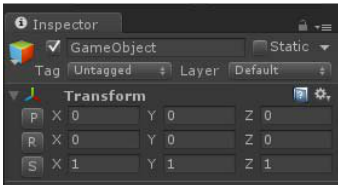 Inspector
GameObject Static
Tag Untagged Layer Default
Transform
P X 0 Y 0 Z 0
R X 0 Y 0 Z 0
S X 1 Y 1 Z 1